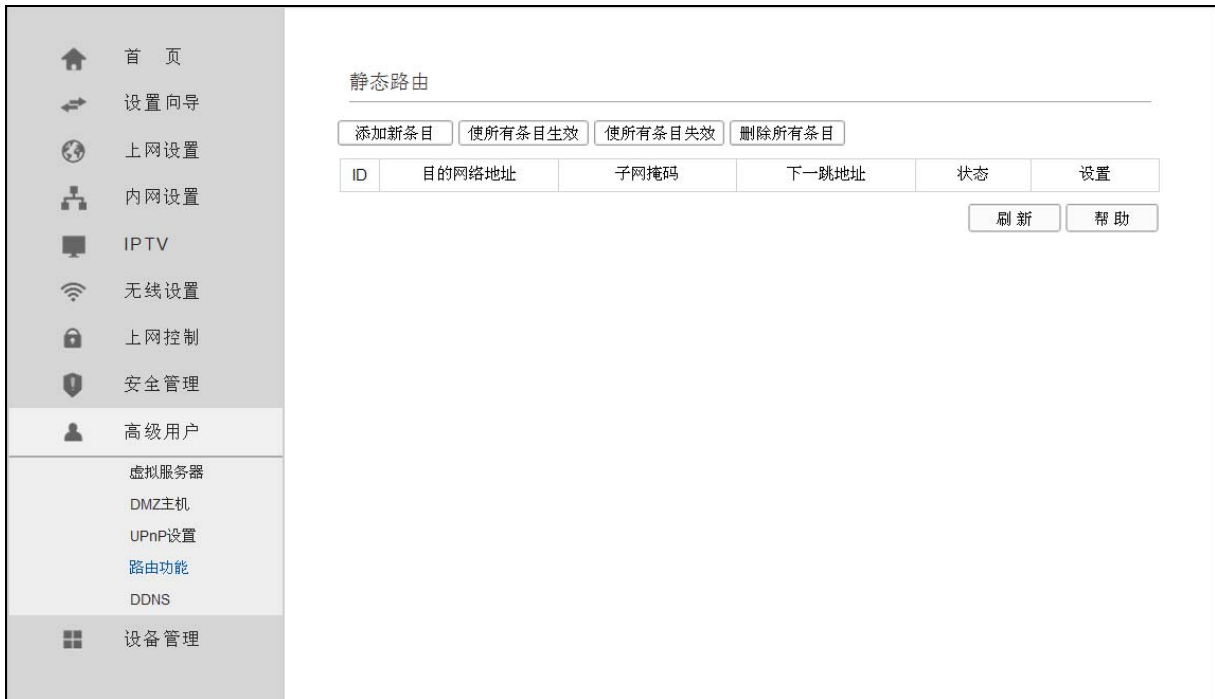 首 页
设置向导
上网设置
内网设置
IPTV
无线设置
上网控制
安全管理
高级用户
虚拟服务器
DMZ主机
UPnP设置
路由功能
DDNS
设备管理
静态路由
添加新条目 使所有条目生效 使所有条目失效 删除所有条目
ID 目的网络地址 子网掩码 下一跳地址 状态 设置
刷 新 帮 助